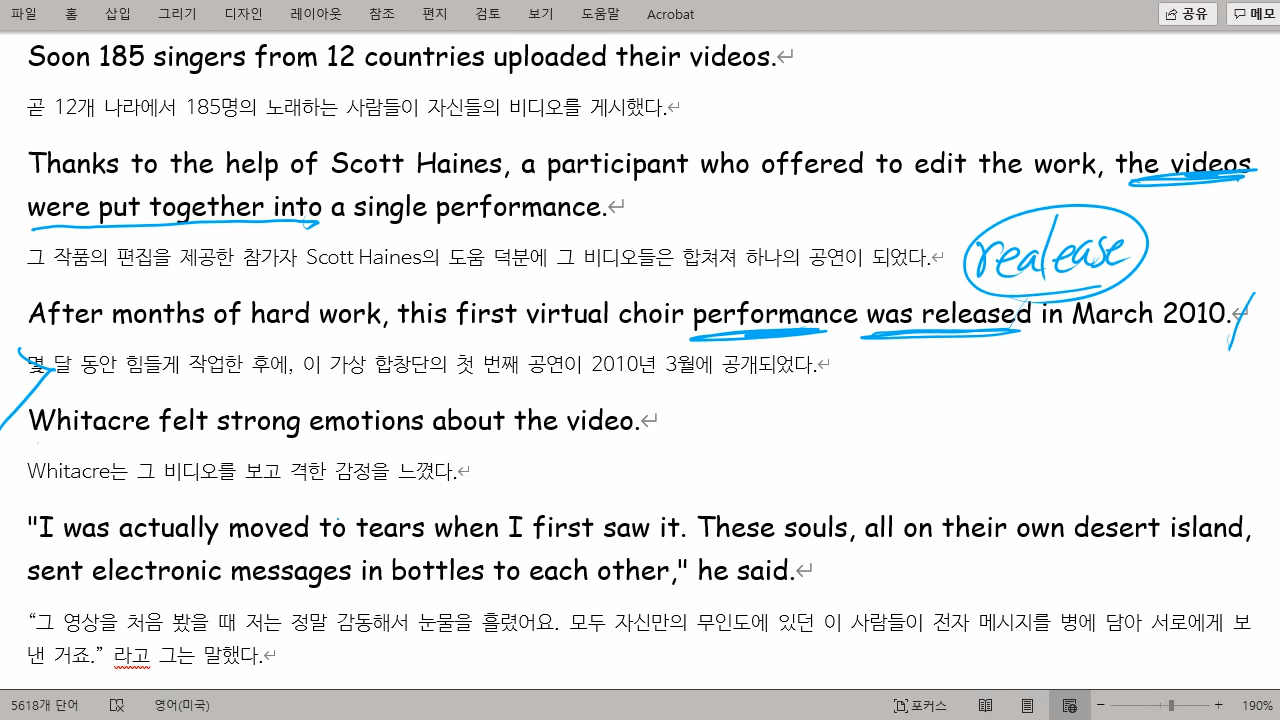 파일 홈 삽입 그리기 디자인 레이아웃 참조 편지 검토 보기 도움말 Acrobat 공유 메모
Soon 185 singers from 12 countries uploaded their videos.
곧 12개 나라에서 185명의 노래하는 사람들이 자신들의 비디오를 게시했다.
Thanks to the help of Scott Haines, a participant who offered to edit the work, the videos
were put together into a single performance.
그 작품의 편집을 제공한 참가자 Scott Haines의 도움 덕분에 그 비디오들은 합쳐져 하나의 공연이 되었다.
realease
After months of hard work, this first virtual choir performance was released in March 2010.
몇 달 동안 힘들게 작업한 후에, 이 가상 합창단의 첫 번째 공연이 2010년 3월에 공개되었다.
Whitacre felt strong emotions about the video.
Whitacre는 그 비디오를 보고 격한 감정을 느꼈다.
"I was actually moved to tears when I first saw it. These souls, all on their own desert island,
sent electronic messages in bottles to each other," he said.
“그 영상을 처음 봤을 때 저는 정말 감동해서 눈물을 흘렸어요. 모두 자신만의 무인도에 있던 이 사람들이 전자 메시지를 병에 담아 서로에게 보
낸 거죠.” 라고 그는 말했다.
5618개 단어 영어(미국) 포커스 190%